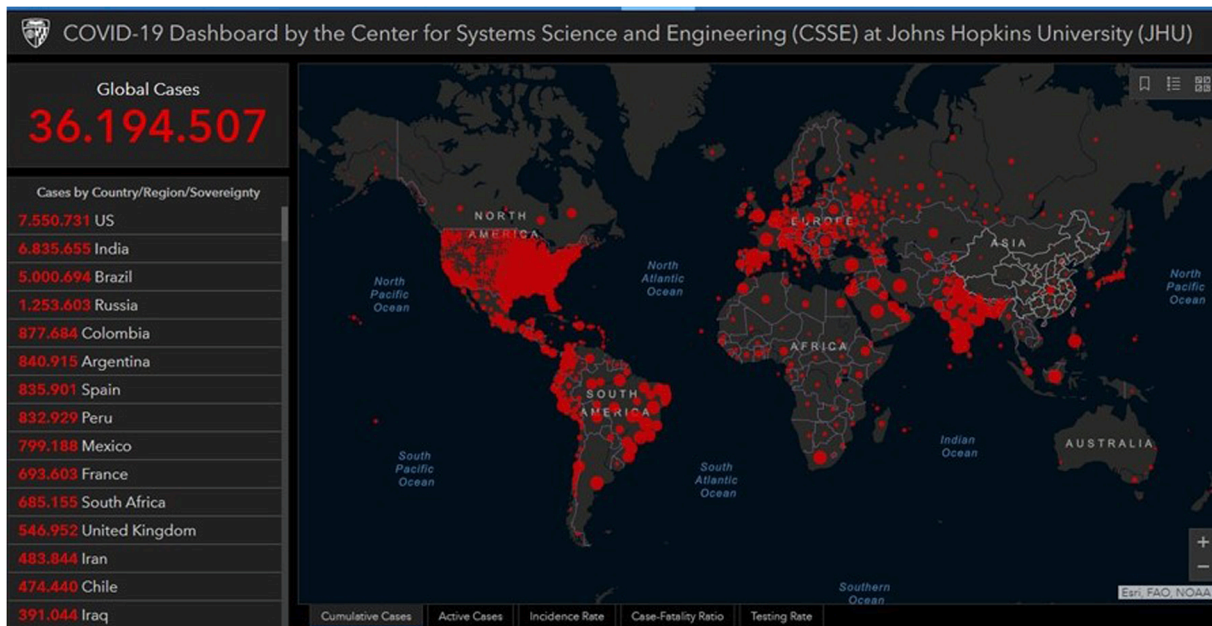 COVID-19 Dashboard by the Center for Systems Science and Engineering (CSSE) at Johns Hopkins University (JHU)
Global Cases
36.194.507
Cases by Country/Region/Sovereignty
7.550.731 US
6.835.655 India
5.000.694 Brazil
1.253.603 Russia
877.684 Colombia
840.915 Argentina
835.901 Spain
832.929 Peru
799.188 Mexico
693.603 France
685.155 South Africa
546.952 United Kingdom
483.844 Iran
474.440 Chile
391.044 Iraq
NORTH
AMERICA
EUROPE
ASIA
North
Pacific
Ocean
North
Atlantic
Ocean
North
Pacific
Ocean
AFRICA
SOUTH
AMERICA
Indian
Ocean
AUSTRALIA
South
Pacific
Ocean
South
Atlantic
Ocean
Southern
Ocean
+
−
Esri, FAO, NOAA
Cumulative Cases
Active Cases
Incidence Rate
Case-Fatality Ratio
Testing Rate